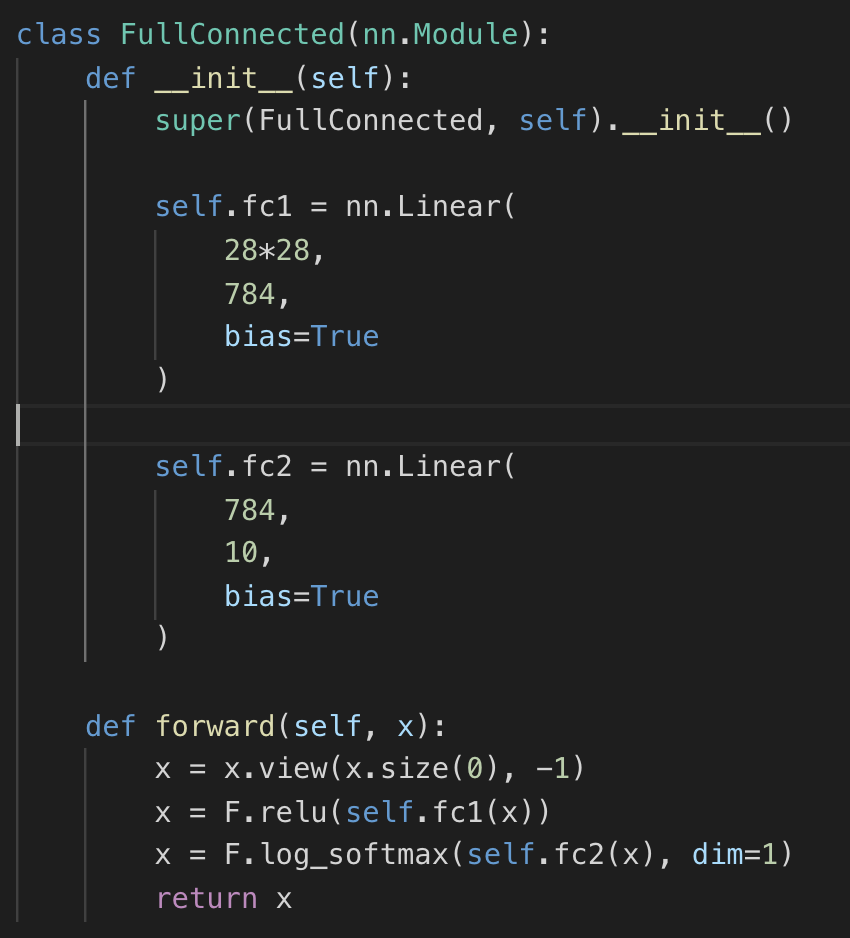 class FullConnected(nn.Module):
    def __init__(self):
        super(FullConnected, self).__init__()

        self.fc1 = nn.Linear(
            28*28,
            784,
            bias=True
        )

        self.fc2 = nn.Linear(
            784,
            10,
            bias=True
        )

    def forward(self, x):
        x = x.view(x.size(0), -1)
        x = F.relu(self.fc1(x))
        x = F.log_softmax(self.fc2(x), dim=1)
        return x